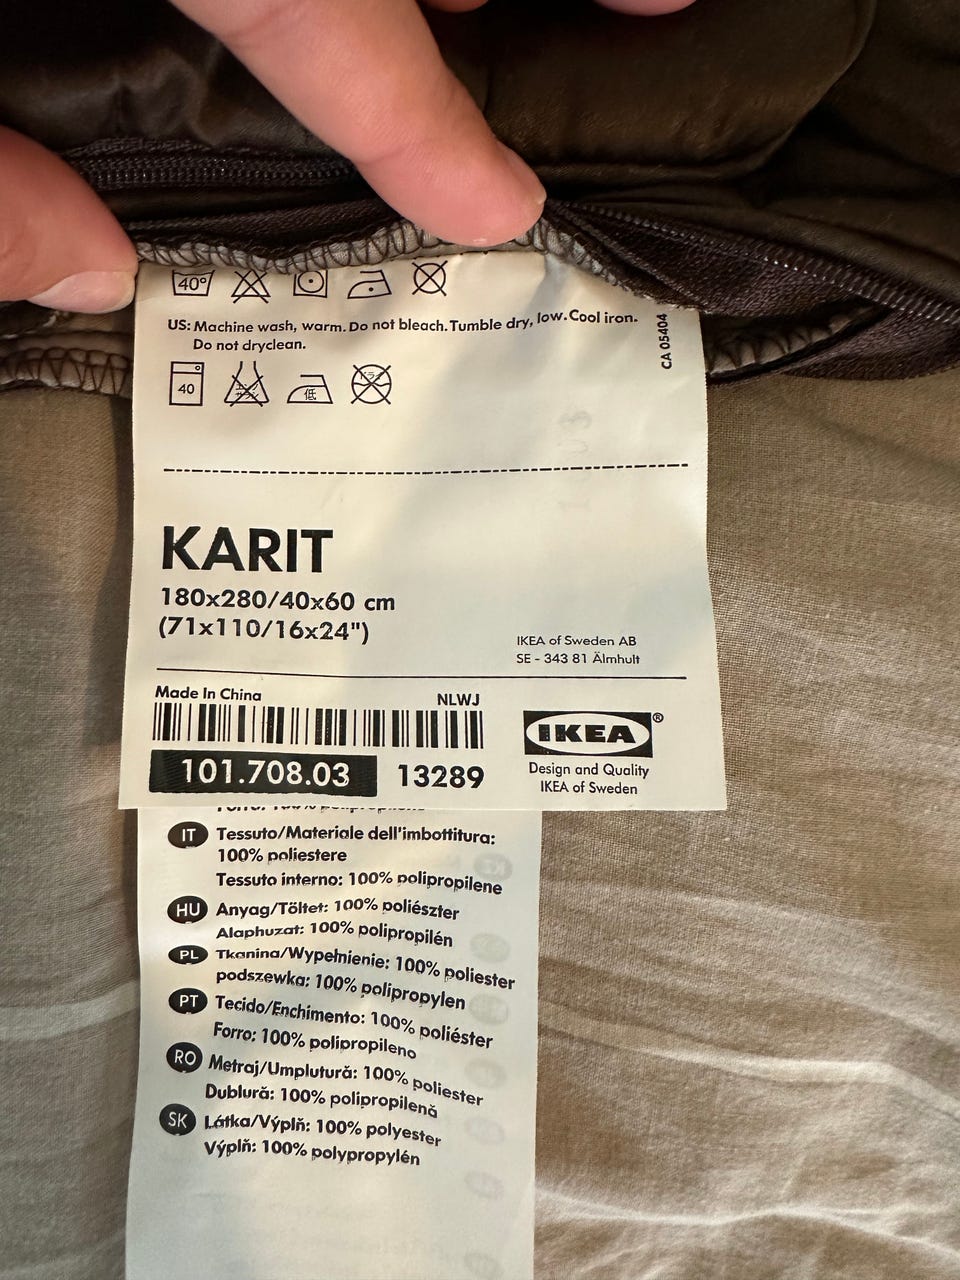 40°
US: Machine wash, warm. Do not bleach. Tumble dry, low. Cool iron.
Do not dryclean.
CA 05404
40
低
KARIT
180x280/40x60 cm
(71x110/16x24")
IKEA of Sweden AB
SE - 343 81 Älmhult
Made In China
NLWJ
101.708.03
13289
IKEA®
Design and Quality
IKEA of Sweden
IT Tessuto/Materiale dell'imbottitura:
100% poliestere
Tessuto interno: 100% polipropilene
HU Anyag/Töltet: 100% poliészter
Alaphuzat: 100% polipropilén
PL Tkanina/Wypełnienie: 100% poliester
podszewka: 100% polipropylen
PT Tecido/Enchimento: 100% poliéster
Forro: 100% polipropileno
RO Metraj/Umplutură: 100% poliester
Dublură: 100% polipropilenă
SK Látka/Výplň: 100% polyester
Výplň: 100% polypropylén